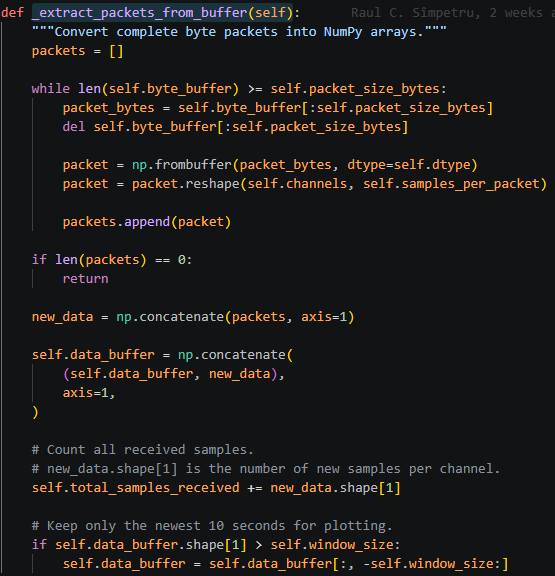 def _extract_packets_from_buffer(self):    Raul C. Sîmpetru, 2 weeks a
    """Convert complete byte packets into NumPy arrays."""
    packets = []

    while len(self.byte_buffer) >= self.packet_size_bytes:
        packet_bytes = self.byte_buffer[:self.packet_size_bytes]
        del self.byte_buffer[:self.packet_size_bytes]

        packet = np.frombuffer(packet_bytes, dtype=self.dtype)
        packet = packet.reshape(self.channels, self.samples_per_packet)

        packets.append(packet)

    if len(packets) == 0:
        return

    new_data = np.concatenate(packets, axis=1)

    self.data_buffer = np.concatenate(
        (self.data_buffer, new_data),
        axis=1,
    )

    # Count all received samples.
    # new_data.shape[1] is the number of new samples per channel.
    self.total_samples_received += new_data.shape[1]

    # Keep only the newest 10 seconds for plotting.
    if self.data_buffer.shape[1] > self.window_size:
        self.data_buffer = self.data_buffer[:, -self.window_size:]